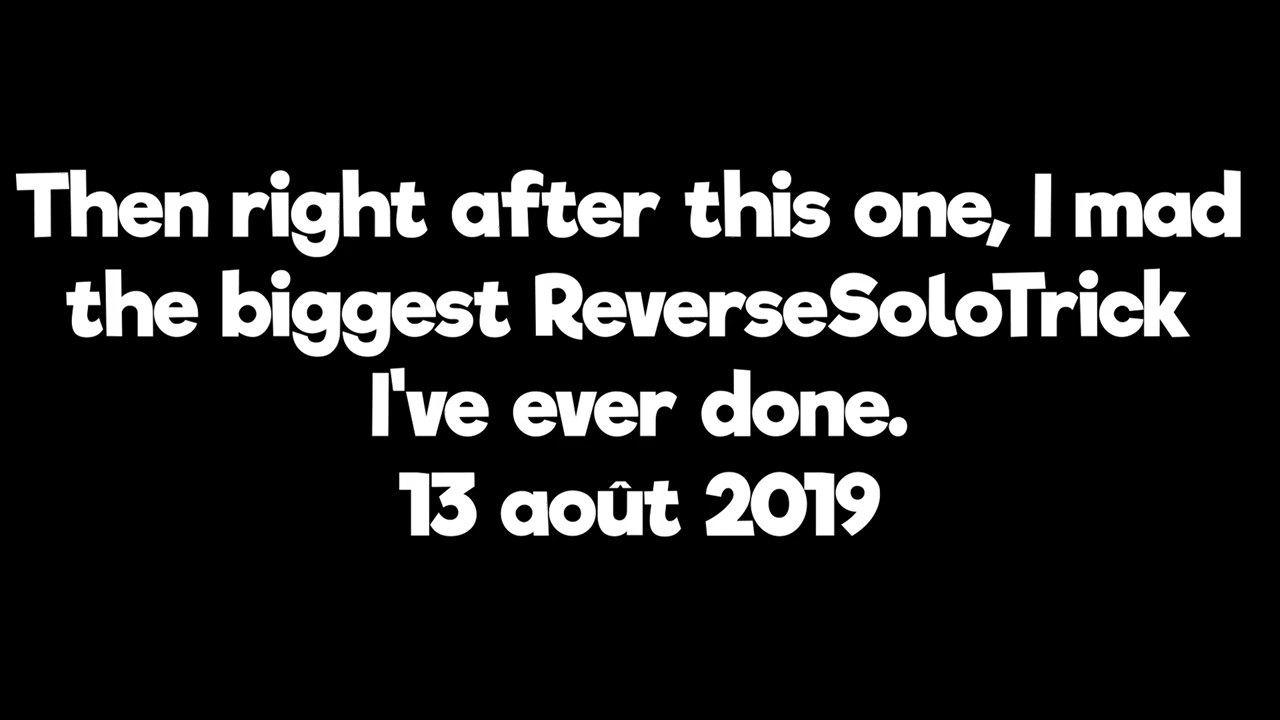 Then right after this one, I mad
the biggest ReverseSoloTrick
I've ever done.
13 août 2019